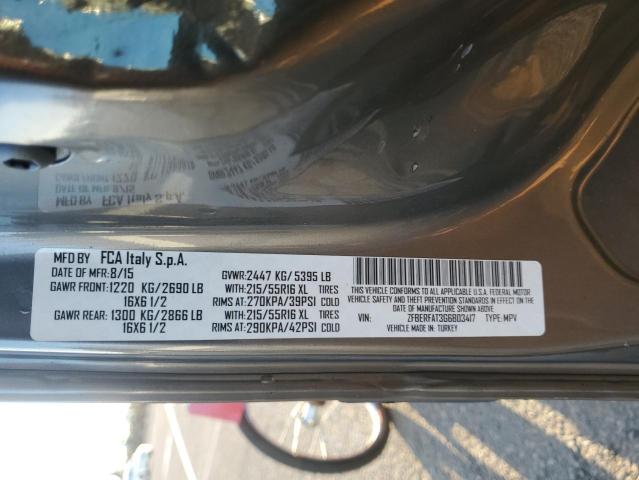 MFD BY FCA Italy S.p.A.
DATE OF MFR: 8/15 GVWR: 2447 KG/ 5395 LB
GAWR FRONT: 1220 KG/2690 LB WITH: 215/55R16 XL TIRES
16X6 1/2 RIMS AT: 270KPA/39PSI COLD
GAWR REAR: 1300 KG/2866 LB WITH: 215/55R16 XL TIRES
16X6 1/2 RIMS AT: 290KPA/42PSI COLD
THIS VEHICLE CONFORMS TO ALL APPLICABLE U.S.A. FEDERAL MOTOR
VEHICLE SAFETY AND THEFT PREVENTION STANDARDS IN EFFECT ON THE
DATE OF MANUFACTURE SHOWN ABOVE
VIN: ZFBERFAT3G6B03417 TYPE: MPV
VEHICLE MADE IN: TURKEY